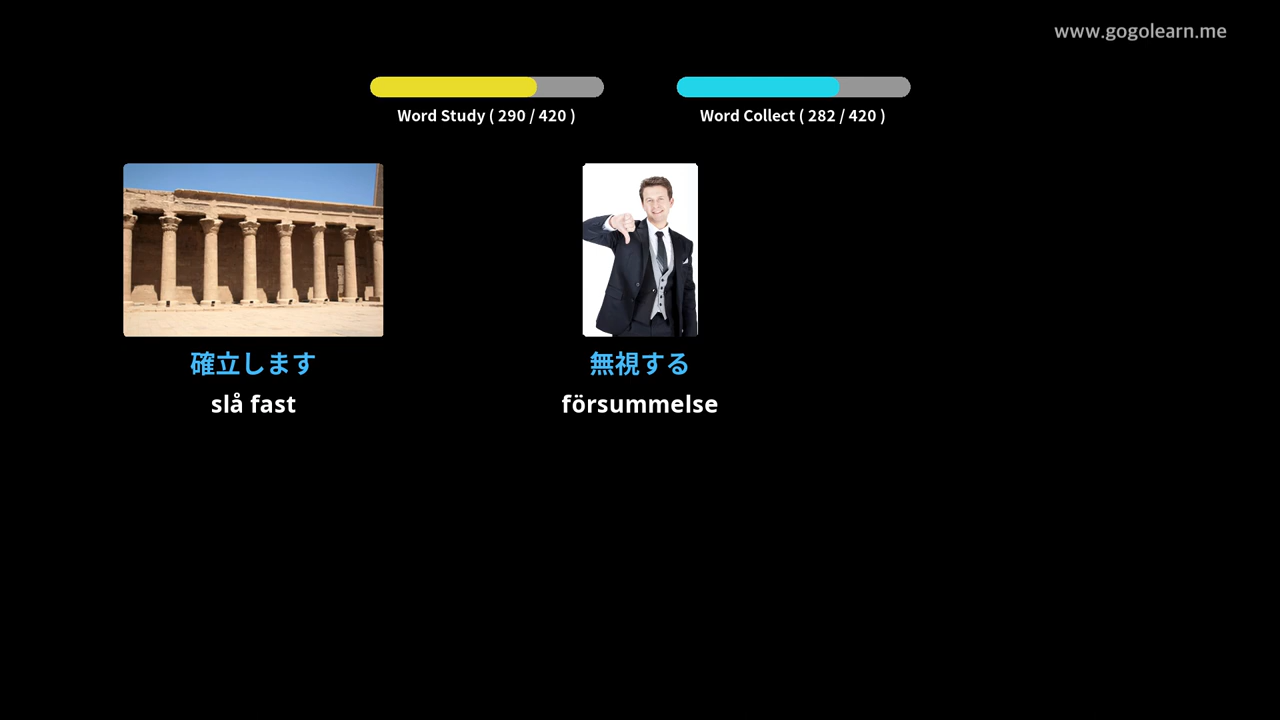 www.gogolearn.me
Word Study ( 290 / 420 )
Word Collect ( 282 / 420 )
確立します
slå fast
無視する
försummelse